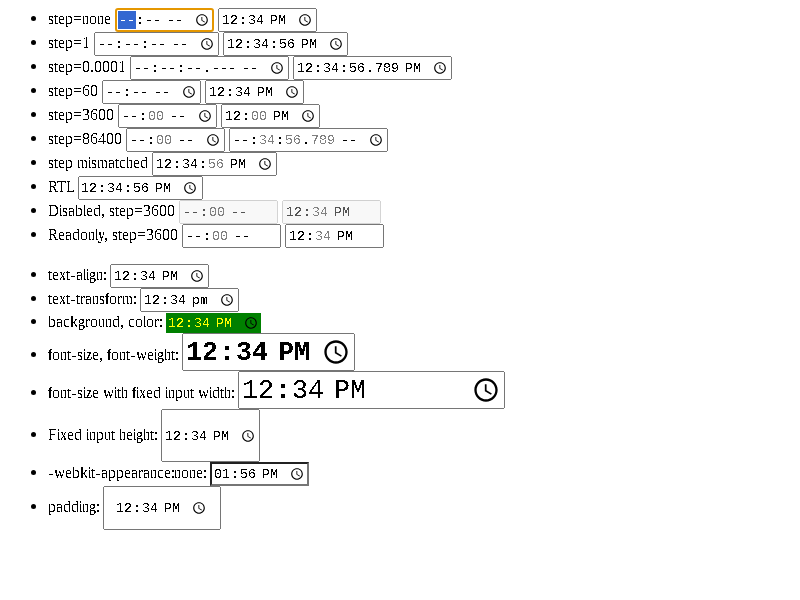 step=none --:-- -- 12:34 PM
step=1 --:--:-- -- 12:34:56 PM
step=0.0001 --:--:--.--- -- 12:34:56.789 PM
step=60 --:-- -- 12:34 PM
step=3600 --:00 -- 12:00 PM
step=86400 --:00 -- --:34:56.789 --
step mismatched 12:34:56 PM
RTL 12:34:56 PM
Disabled, step=3600 --:00 -- 12:34 PM
Readonly, step=3600 --:00 -- 12:34 PM
text-align: 12:34 PM
text-transform: 12:34 pm
background, color: 12:34 PM
font-size, font-weight: 12:34 PM
font-size with fixed input width: 12:34 PM
Fixed input height: 12:34 PM
-webkit-appearance:none: 01:56 PM
padding: 12:34 PM